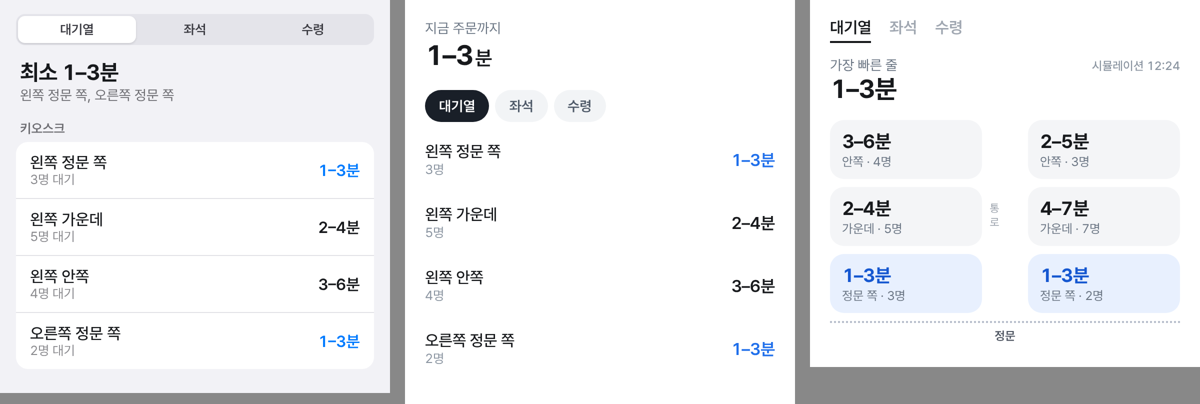 대기열 좌석 수령
최소 1–3분
왼쪽 정문 쪽, 오른쪽 정문 쪽
키오스크
왼쪽 정문 쪽 1–3분
3명 대기
왼쪽 가운데 2–4분
5명 대기
왼쪽 안쪽 3–6분
4명 대기
오른쪽 정문 쪽 1–3분
2명 대기
지금 주문까지
1–3분
대기열 좌석 수령
왼쪽 정문 쪽 1–3분
3명
왼쪽 가운데 2–4분
5명
왼쪽 안쪽 3–6분
4명
오른쪽 정문 쪽 1–3분
2명
대기열 좌석 수령
가장 빠른 줄 시뮬레이션 12:24
1–3분
3–6분 2–5분
안쪽 · 4명 안쪽 · 3명
2–4분 통로 4–7분
가운데 · 5명 가운데 · 7명
1–3분 1–3분
정문 쪽 · 3명 정문 쪽 · 2명
정문